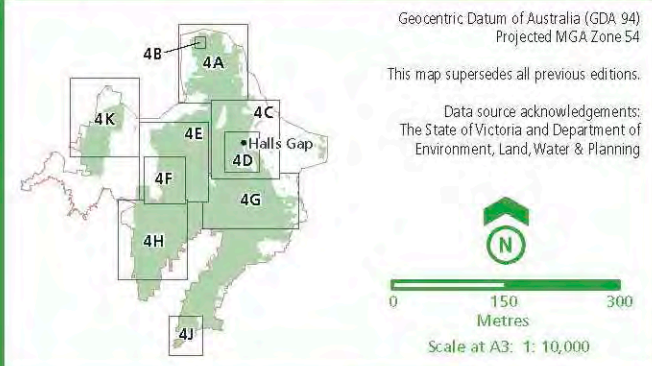 Geocentric Datum of Australia (GDA 94)
Projected MGA Zone 54
This map supersedes all previous editions.
Data source acknowledgements:
The State of Victoria and Department of
Environment, Land, Water & Planning
4B
4A
4K
4C
4E
Halls Gap
4D
4F
4G
4H
4J
N
0 150 300
Metres
Scale at A3: 1: 10,000